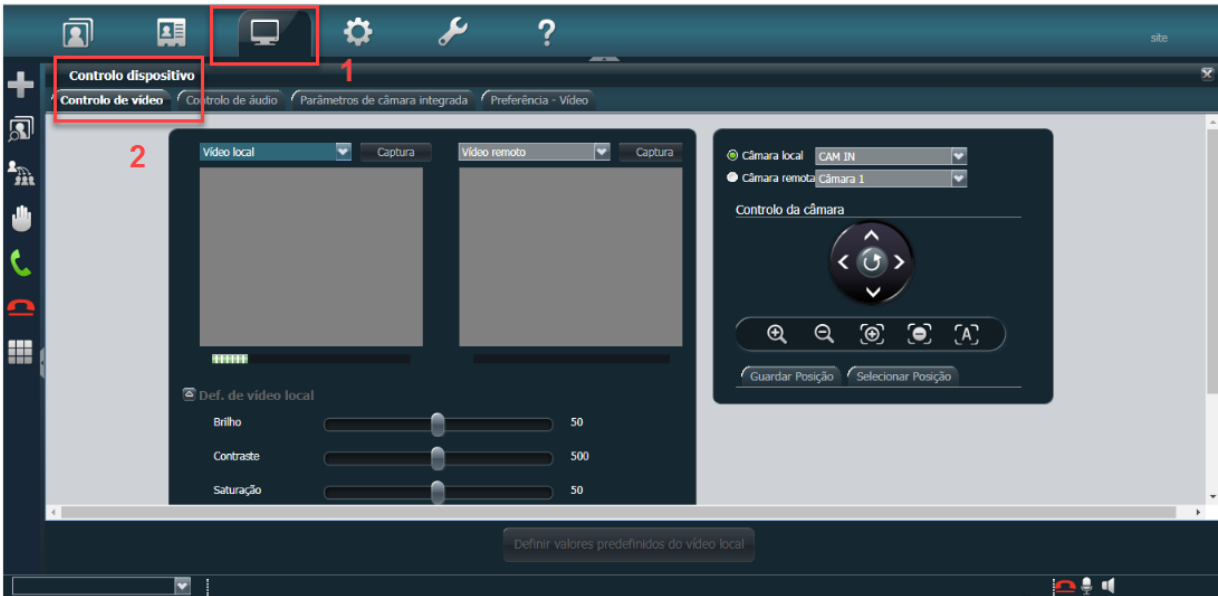 ?
site
1
Controlo dispositivo
Controlo de vídeo
Controlo de áudio
Parâmetros de câmara integrada
Preferência - Vídeo
2
Vídeo local
Captura
Vídeo remoto
Captura
Câmara local
CAM IN
Câmara remota
Câmara 1
Controlo da câmara
A
Guardar Posição
Selecionar Posição
Def. de vídeo local
Brilho
50
Contraste
500
Saturação
50
Definir valores predefinidos do vídeo local